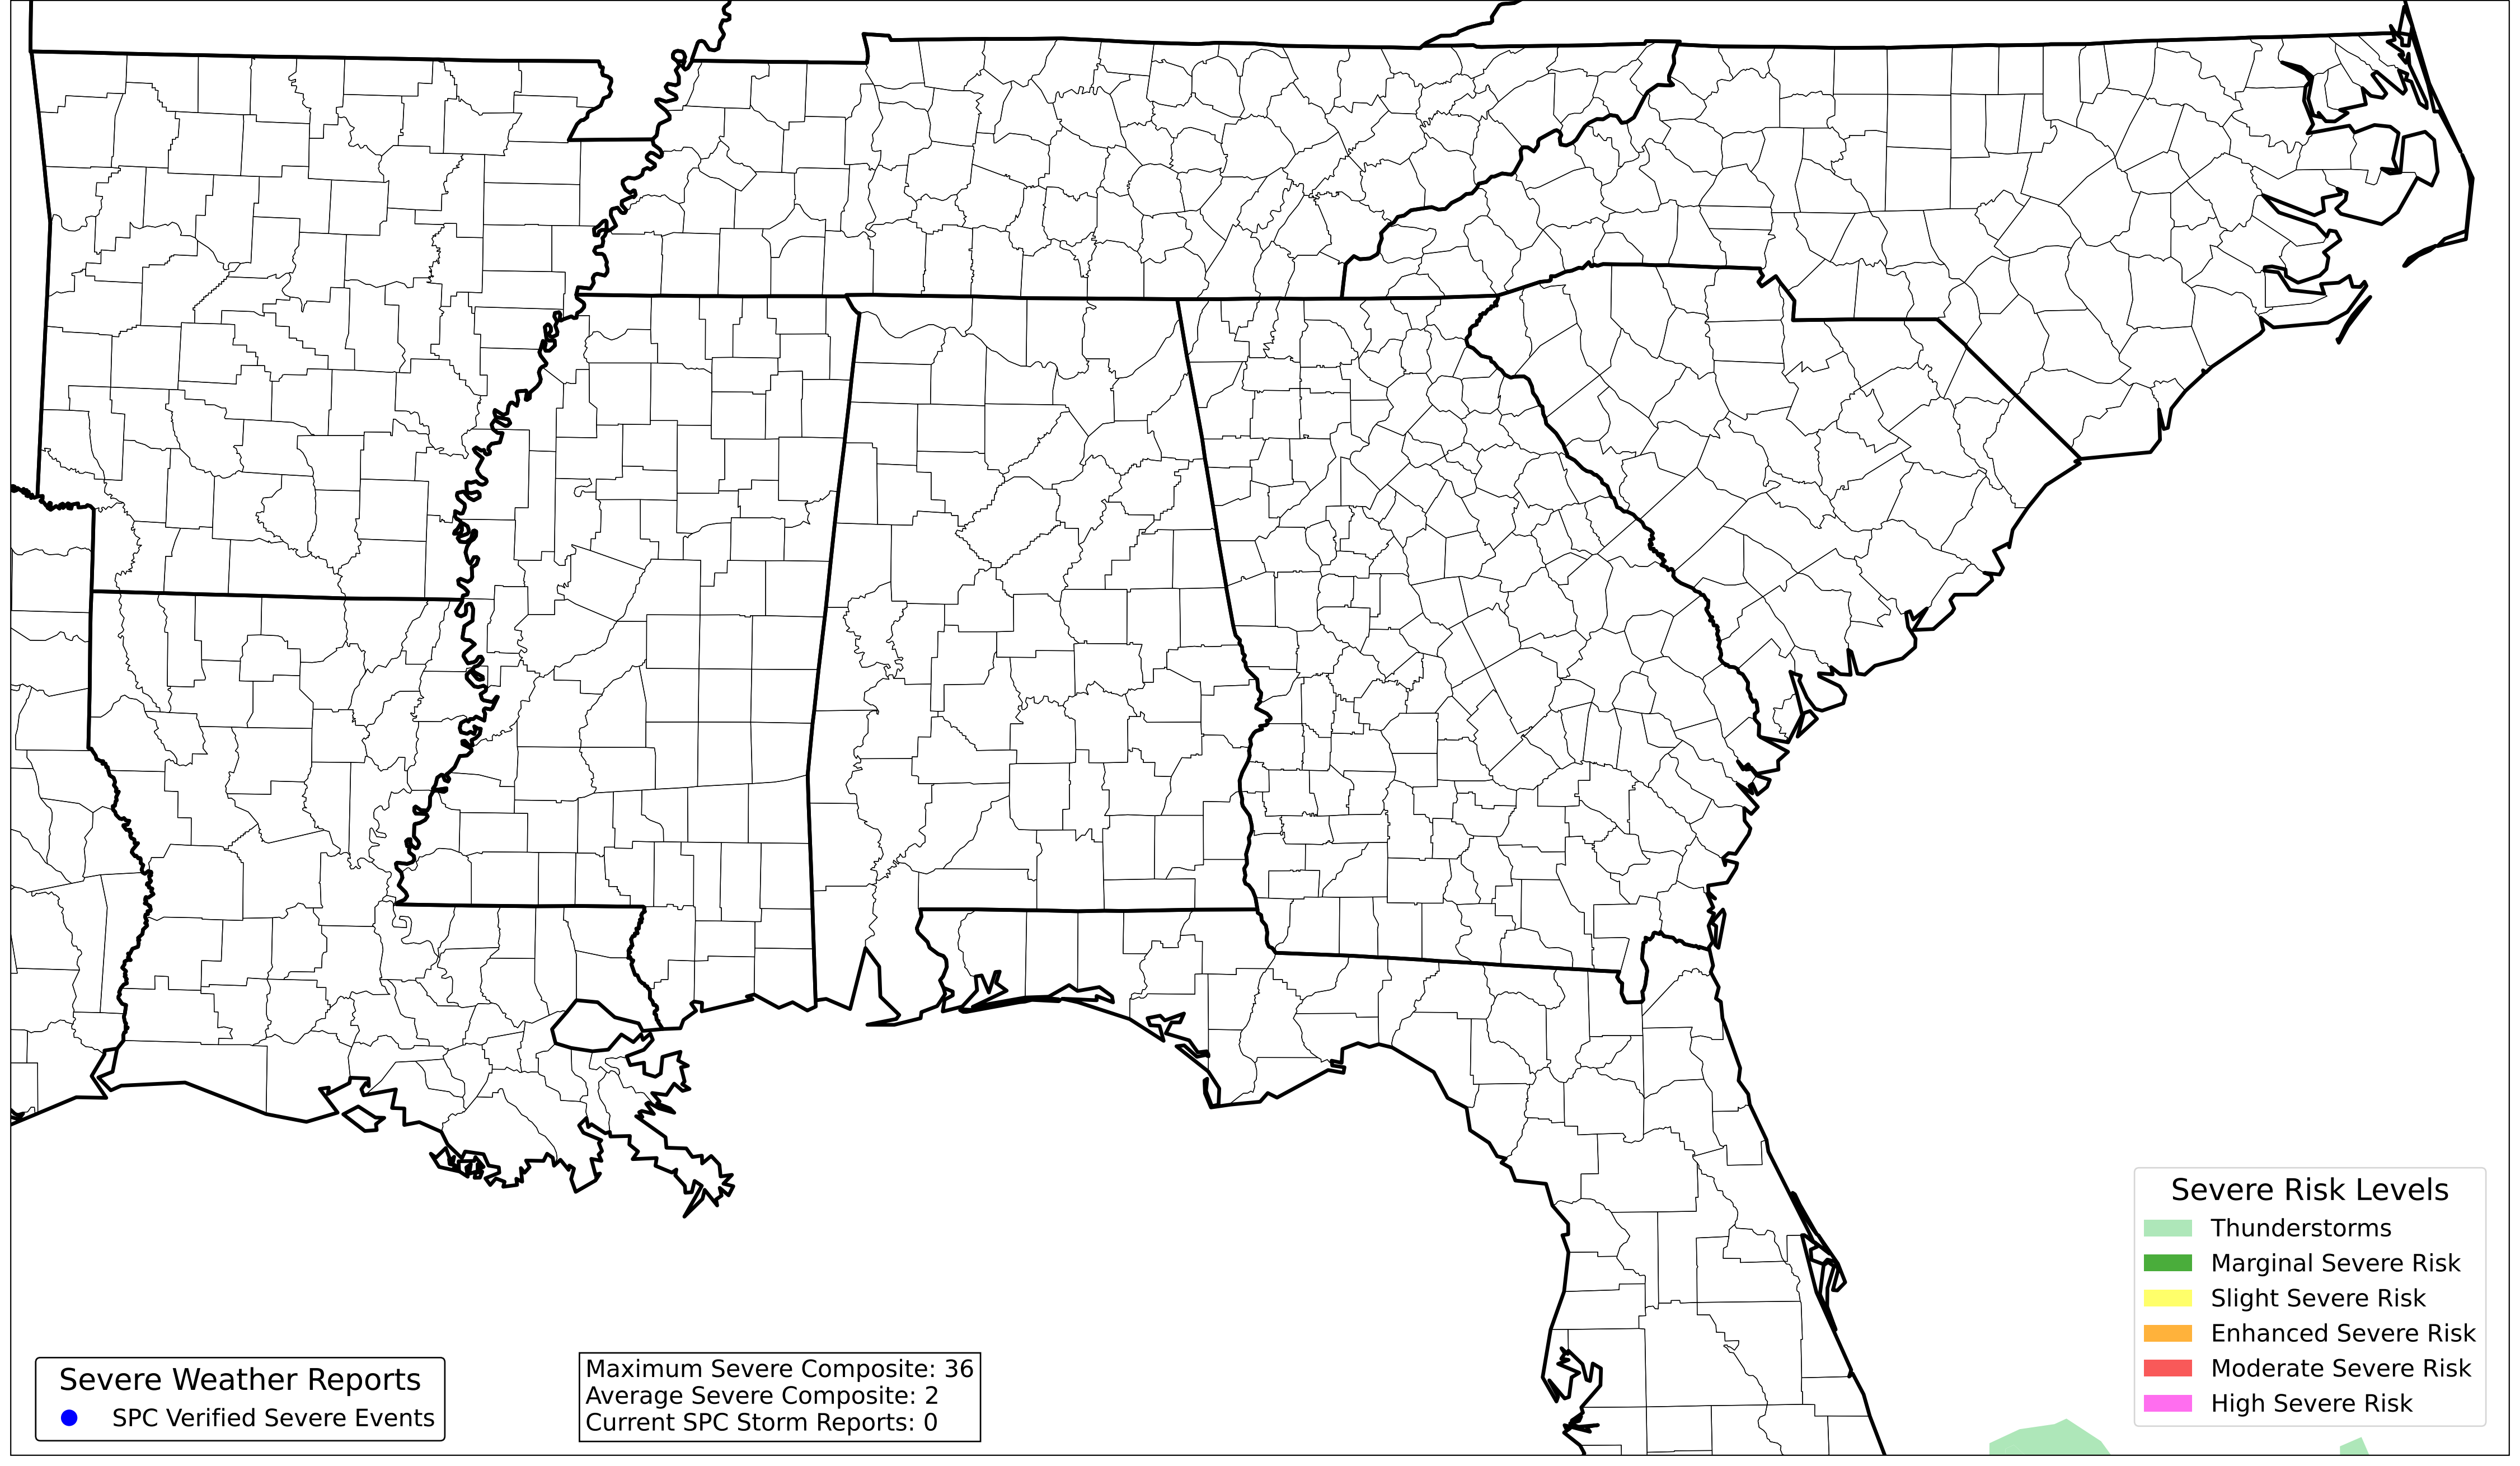 Severe Risk Levels
Thunderstorms
Marginal Severe Risk
Slight Severe Risk
Enhanced Severe Risk
Moderate Severe Risk
High Severe Risk
Severe Weather Reports
SPC Verified Severe Events
Maximum Severe Composite: 36
Average Severe Composite: 2
Current SPC Storm Reports: 0